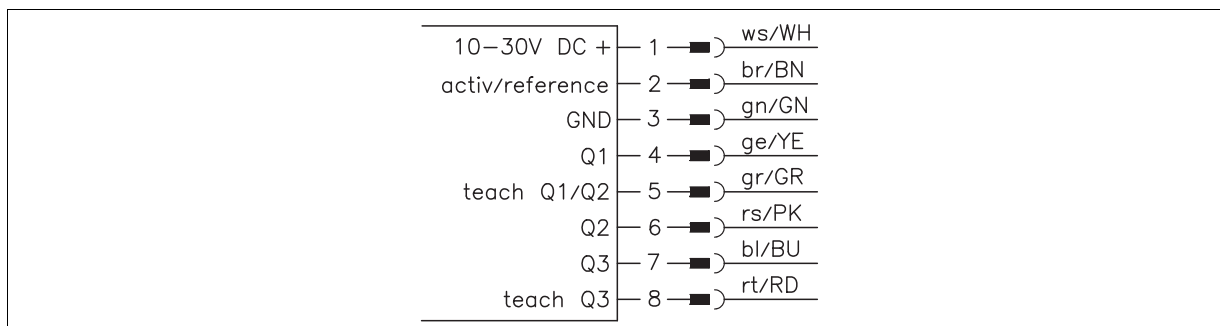 10-30V DC + 1 ws/WH
activ/reference 2 br/BN
GND 3 gn/GN
Q1 4 ge/YE
teach Q1/Q2 5 gr/GR
Q2 6 rs/PK
Q3 7 bl/BU
teach Q3 8 rt/RD